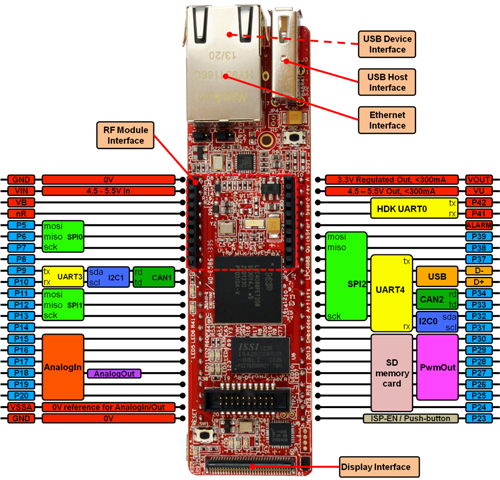 USB Device
Interface
USB Host
Interface
Ethernet
Interface
RF Module
Interface
13/20
GND 0V
VIN 4.5 - 5.5V In
VB
nR
P5 mosi
P6 miso SPI0
P7 sck
P8
P9 tx UART3 sda I2C1 rd CAN1
P10 rx scl td
P11 mosi
P12 miso SPI1
P13 sck
P14
P15
P16
P17 AnalogIn
P18 AnalogOut
P19
P20
VSSA 0V reference for AnalogIn/Out
GND 0V
3.3V Regulated Out, <300mA VOUT
4.5 – 5.5V Out, <300mA VU
HDK UART0 tx P42
rx P41
ALARM
mosi P39
miso P38
tx P37
SPI2 UART4 USB D-
D+
CAN2 rd P34
td P33
sck I2C0 sda P32
rx scl P31
P30
P29
SD
memory
card
PwmOut
P28
P27
P26
P25
P24
ISP-EN / Push-button P23
ISSI
Display Interface